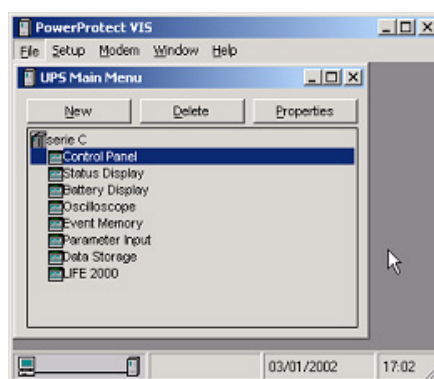 PowerProtect VIS
File Setup Modem Window Help
UPS Main Menu
New Delete Properties
serie C
Control Panel
Status Display
Battery Display
Oscilloscope
Event Memory
Parameter Input
Data Storage
LIFE 2000
03/01/2002 17:02